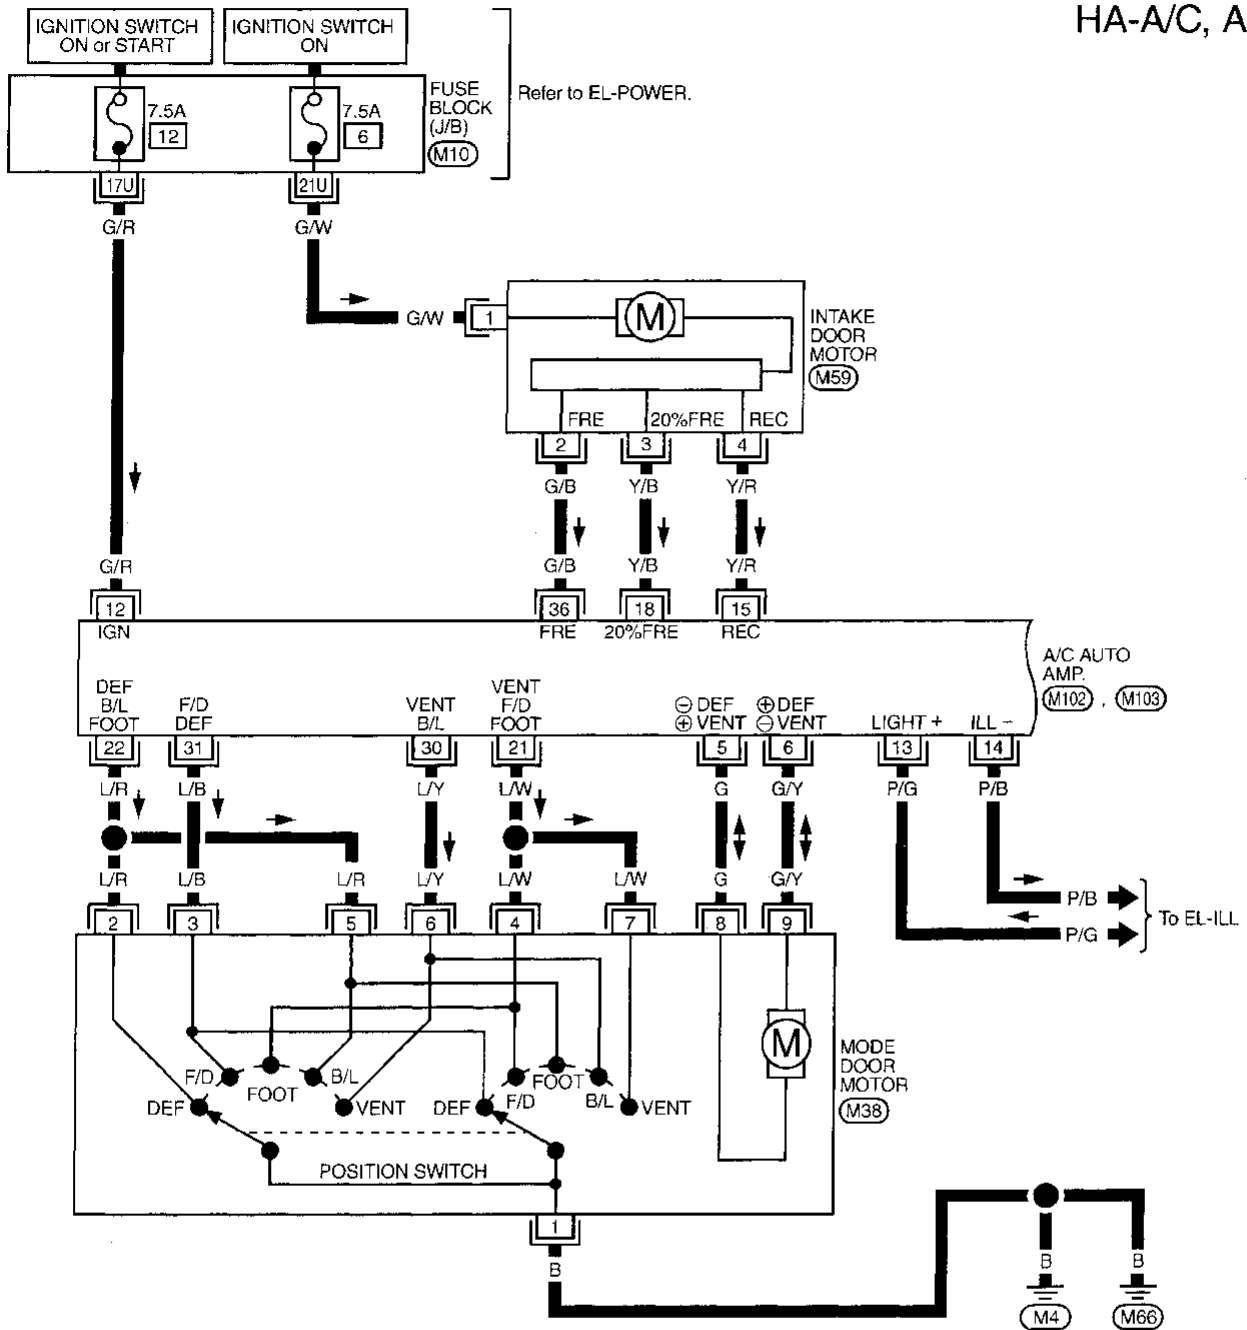 HA-A/C, A
IGNITION SWITCH
ON or START
IGNITION SWITCH
ON
7.5A
12
7.5A
6
FUSE
BLOCK
(J/B)
M10
Refer to EL-POWER.
17U
21U
G/R
G/W
G/W
1
M
INTAKE
DOOR
MOTOR
M59
FRE
20%FRE
REC
2
3
4
G/B
Y/B
Y/R
G/R
G/B
Y/B
Y/R
12
36
18
15
IGN
FRE
20%FRE
REC
A/C AUTO
AMP.
M102 , M103
DEF
B/L
FOOT
F/D
DEF
VENT
B/L
VENT
F/D
FOOT
⊖ DEF
⊕ VENT
⊕ DEF
⊖ VENT
LIGHT +
ILL -
22
31
30
21
5
6
13
14
L/R
L/B
L/Y
L/W
G
G/Y
P/G
P/B
L/R
L/B
L/R
L/Y
L/W
L/W
G
G/Y
P/B
P/G
To EL-ILL
2
3
5
6
4
7
8
9
M
MODE
DOOR
MOTOR
M38
DEF
F/D
FOOT
B/L
VENT
DEF
F/D
FOOT
B/L
VENT
POSITION SWITCH
1
B
B
B
M4
M66